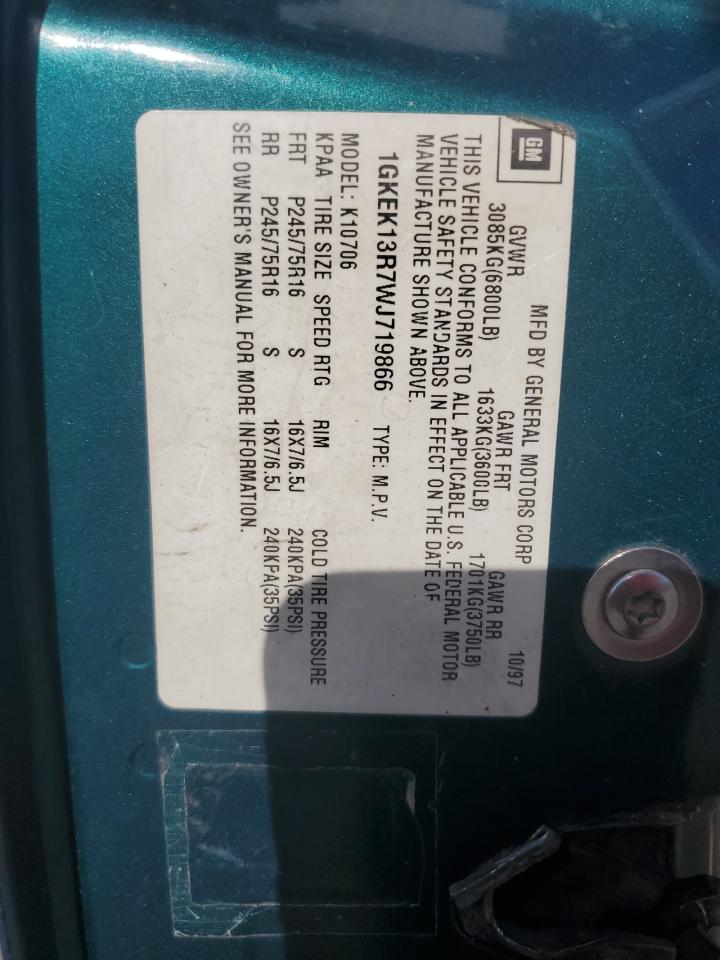 GM
MFD BY GENERAL MOTORS CORP 10/97
GVWR GAWR FRT GAWR RR
3085KG(6800LB) 1633KG(3600LB) 1701KG(3750LB)
THIS VEHICLE CONFORMS TO ALL APPLICABLE U.S. FEDERAL MOTOR
VEHICLE SAFETY STANDARDS IN EFFECT ON THE DATE OF
MANUFACTURE SHOWN ABOVE.
1GKEK13R7WJ719866 TYPE: M.P.V.
MODEL: K10706
KPAA TIRE SIZE SPEED RTG RIM COLD TIRE PRESSURE
FRT P245/75R16 S 16X7/6.5J 240KPA(35PSI)
RR P245/75R16 S 16X7/6.5J 240KPA(35PSI)
SEE OWNER'S MANUAL FOR MORE INFORMATION.